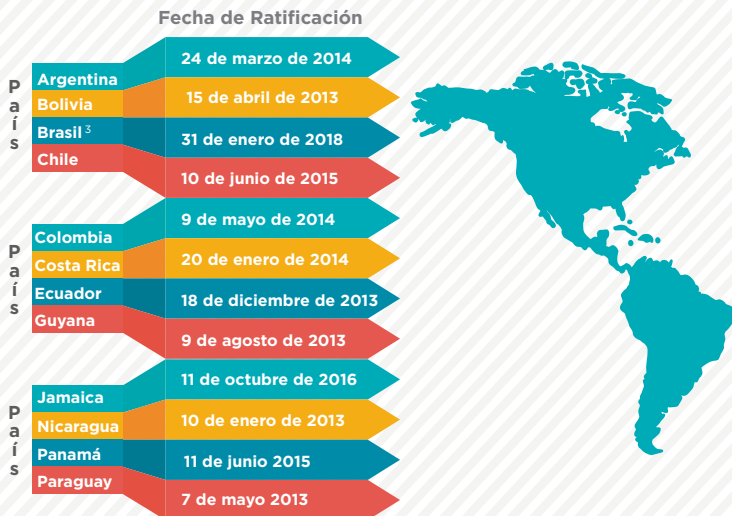 Fecha de Ratificación
País
Argentina
24 de marzo de 2014
Bolivia
15 de abril de 2013
Brasil 3
31 de enero de 2018
Chile
10 de junio de 2015
País
Colombia
9 de mayo de 2014
Costa Rica
20 de enero de 2014
Ecuador
18 de diciembre de 2013
Guyana
9 de agosto de 2013
País
Jamaica
11 de octubre de 2016
Nicaragua
10 de enero de 2013
Panamá
11 de junio 2015
Paraguay
7 de mayo 2013